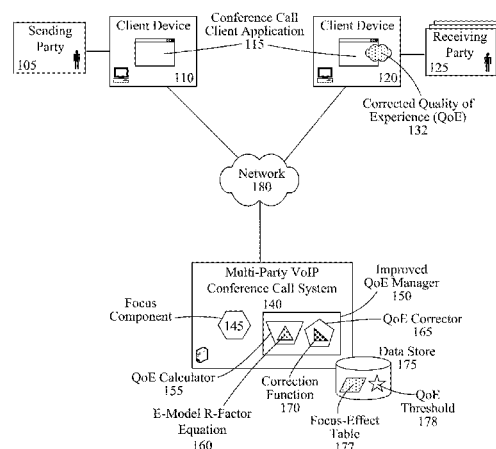 Sending
Party
105
Client Device
110
Conference Call
Client Application
115
Client Device
120
Receiving
Party
125
Corrected Quality of
Experience (QoE)
132
Network
180
Multi-Party VoIP
Conference Call System
140
Improved
QoE Manager
150
Focus
Component
145
QoE Corrector
165
Data Store
175
QoE Calculator
155
Correction
Function
170
QoE
Threshold
178
E-Model R-Factor
Equation
160
Focus-Effect
Table
177